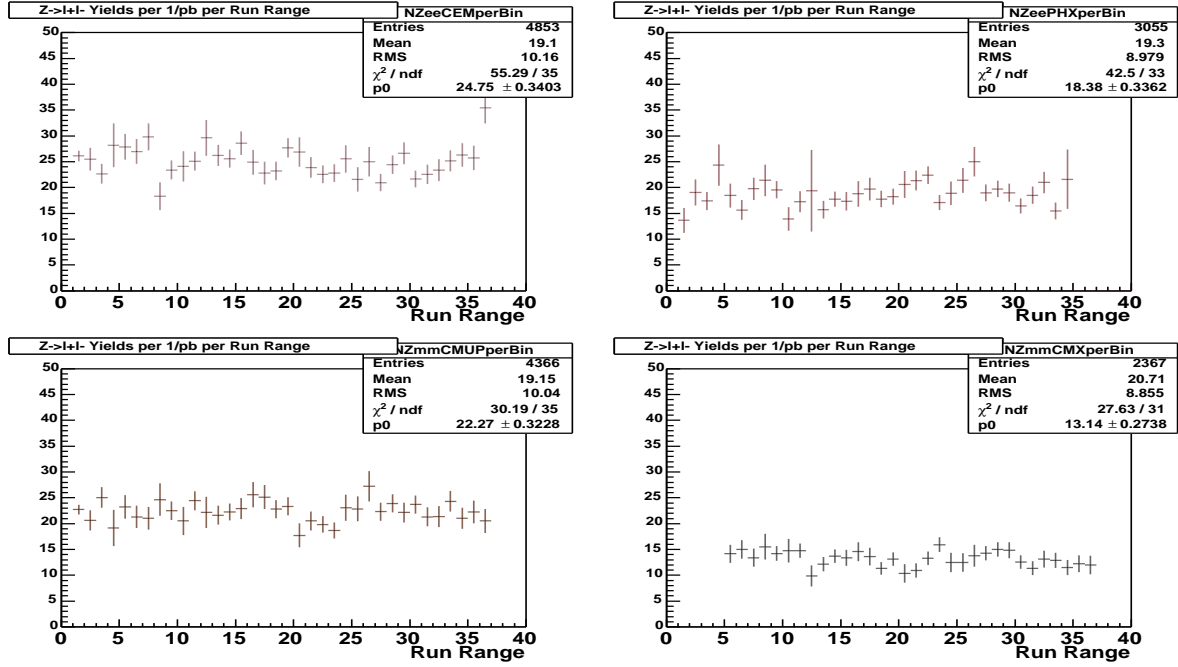 Z->l+l- Yields per 1/pb per Run Range
NZeeCEMperBin
Entries 4853
Mean 19.1
RMS 10.16
χ² / ndf 55.29 / 35
p0 24.75 ± 0.3403
50
45
40
35
30
25
20
15
10
5
0
0 5 10 15 20 25 30 35 40
Run Range
Z->l+l- Yields per 1/pb per Run Range
NZeePHXperBin
Entries 3055
Mean 19.3
RMS 8.979
χ² / ndf 42.5 / 33
p0 18.38 ± 0.3362
50
45
40
35
30
25
20
15
10
5
0
0 5 10 15 20 25 30 35 40
Run Range
Z->l+l- Yields per 1/pb per Run Range
NZmmCMUPperBin
Entries 4366
Mean 19.15
RMS 10.04
χ² / ndf 30.19 / 35
p0 22.27 ± 0.3228
50
45
40
35
30
25
20
15
10
5
0
0 5 10 15 20 25 30 35 40
Run Range
Z->l+l- Yields per 1/pb per Run Range
NZmmCMXperBin
Entries 2367
Mean 20.71
RMS 8.855
χ² / ndf 27.63 / 31
p0 13.14 ± 0.2738
50
45
40
35
30
25
20
15
10
5
0
0 5 10 15 20 25 30 35 40
Run Range